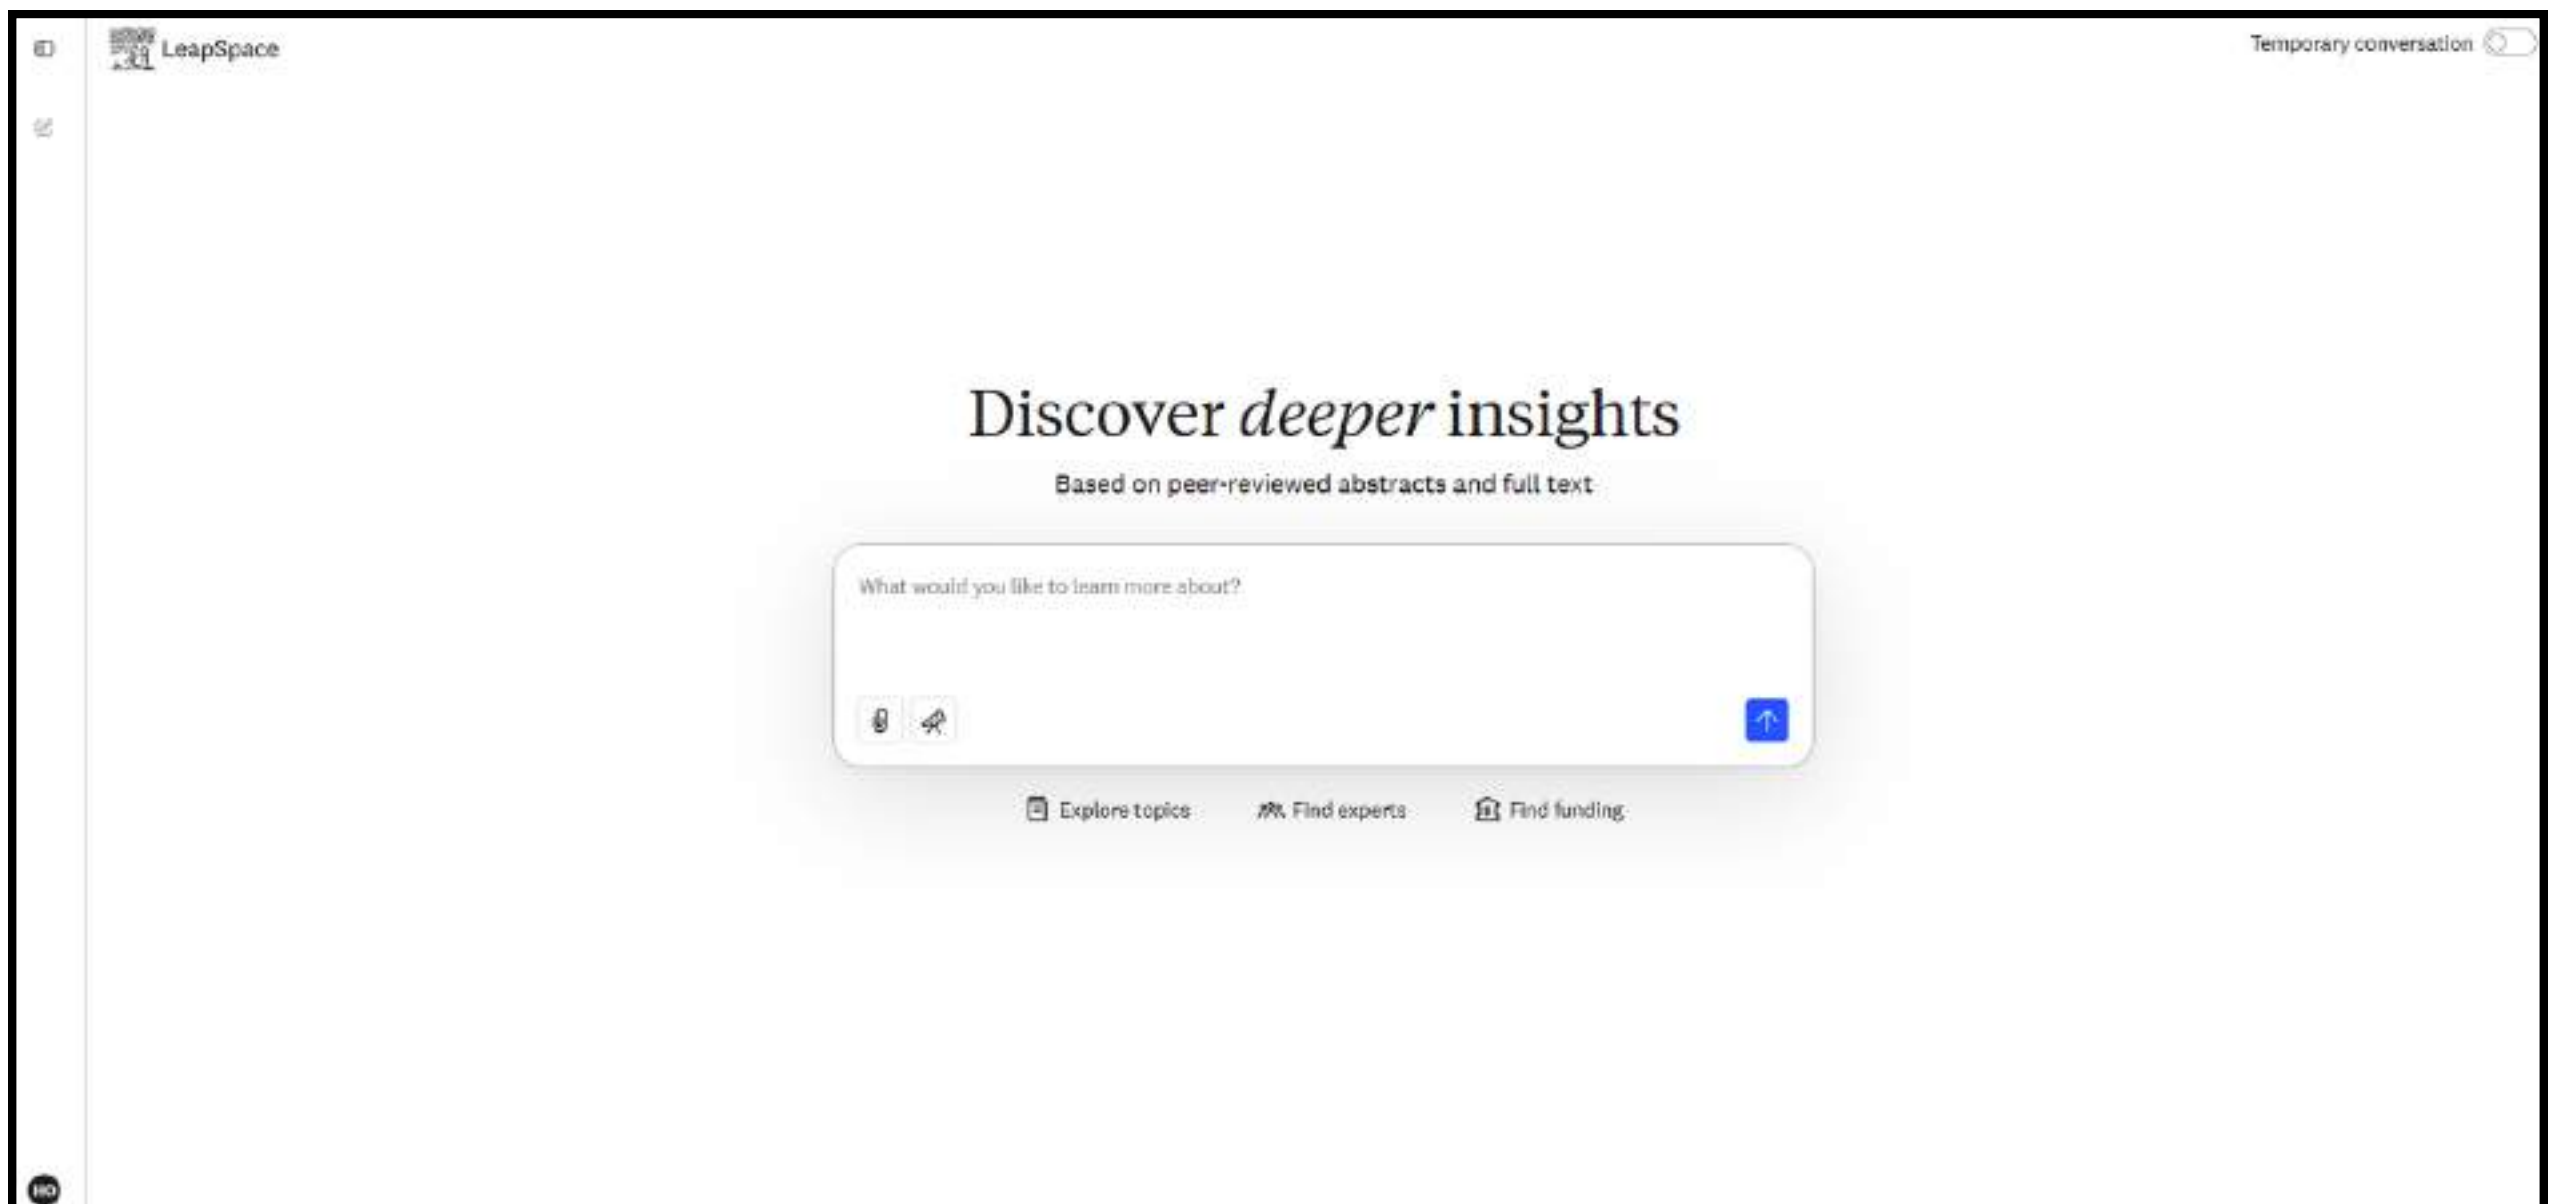 LeapSpace
Temporary conversation
Discover deeper insights
Based on peer-reviewed abstracts and full text
What would you like to learn more about?
Explore topics
Find experts
Find funding
HO